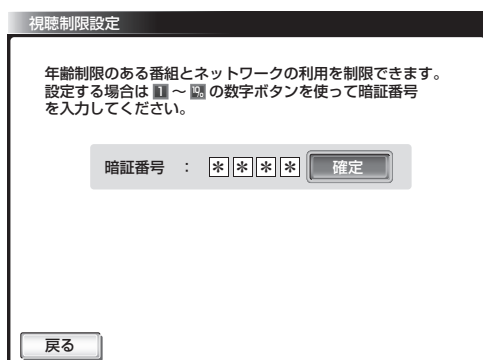 視聴制限設定
年齢制限のある番組とネットワークの利用を制限できます。
設定する場合は 1 ～ 10/0 の数字ボタンを使って暗証番号
を入力してください。
暗証番号 ： ＊ ＊ ＊ ＊ 確定
戻る